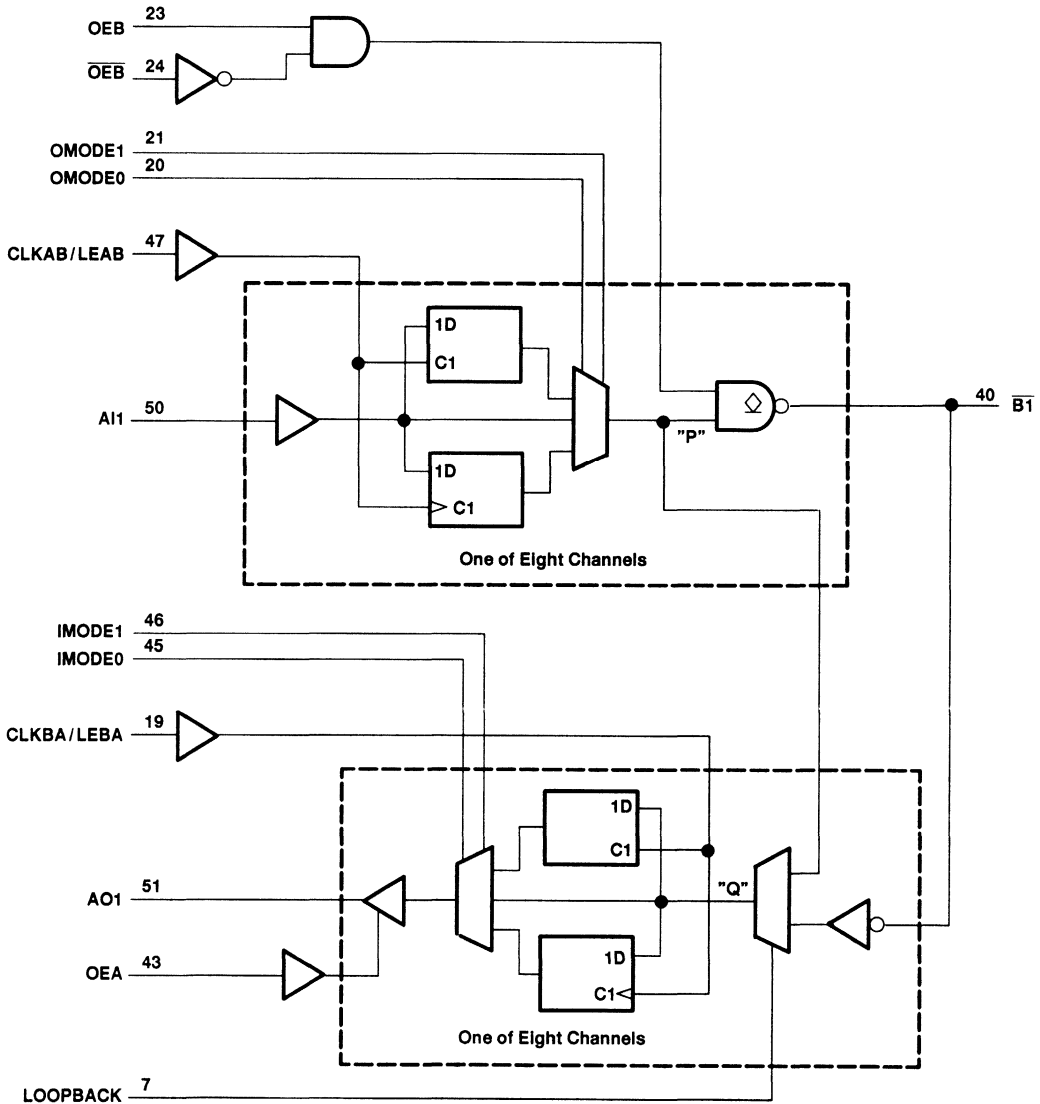 OEB 23
O̅E̅B̅ 24
OMODE1 21
OMODE0 20
CLKAB/LEAB 47
1D
C1
AI1 50
40 B̅1̅
"P"
1D
C1
One of Eight Channels
IMODE1 46
IMODE0 45
CLKBA/LEBA 19
1D
C1
AO1 51
"Q"
1D
OEA 43
C1
One of Eight Channels
LOOPBACK 7